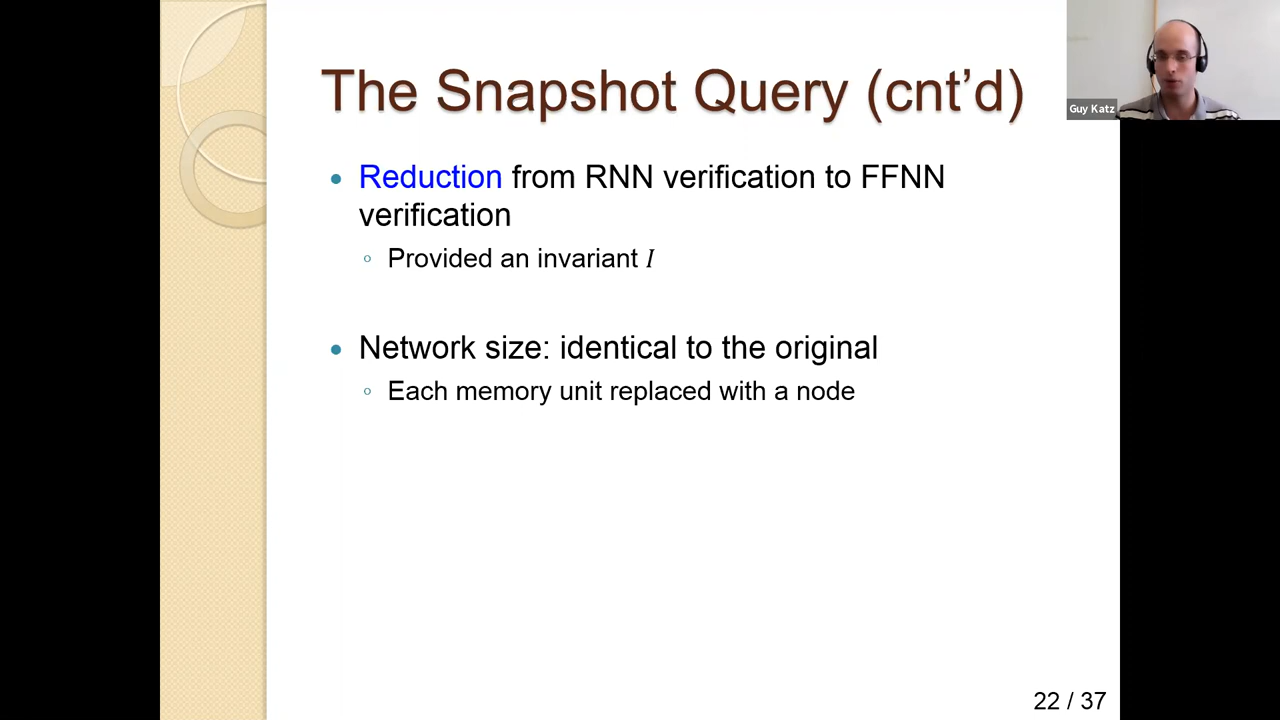 The Snapshot Query (cnt'd)
Guy Katz
• Reduction from RNN verification to FFNN
verification
◦ Provided an invariant I
• Network size: identical to the original
◦ Each memory unit replaced with a node
22 / 37